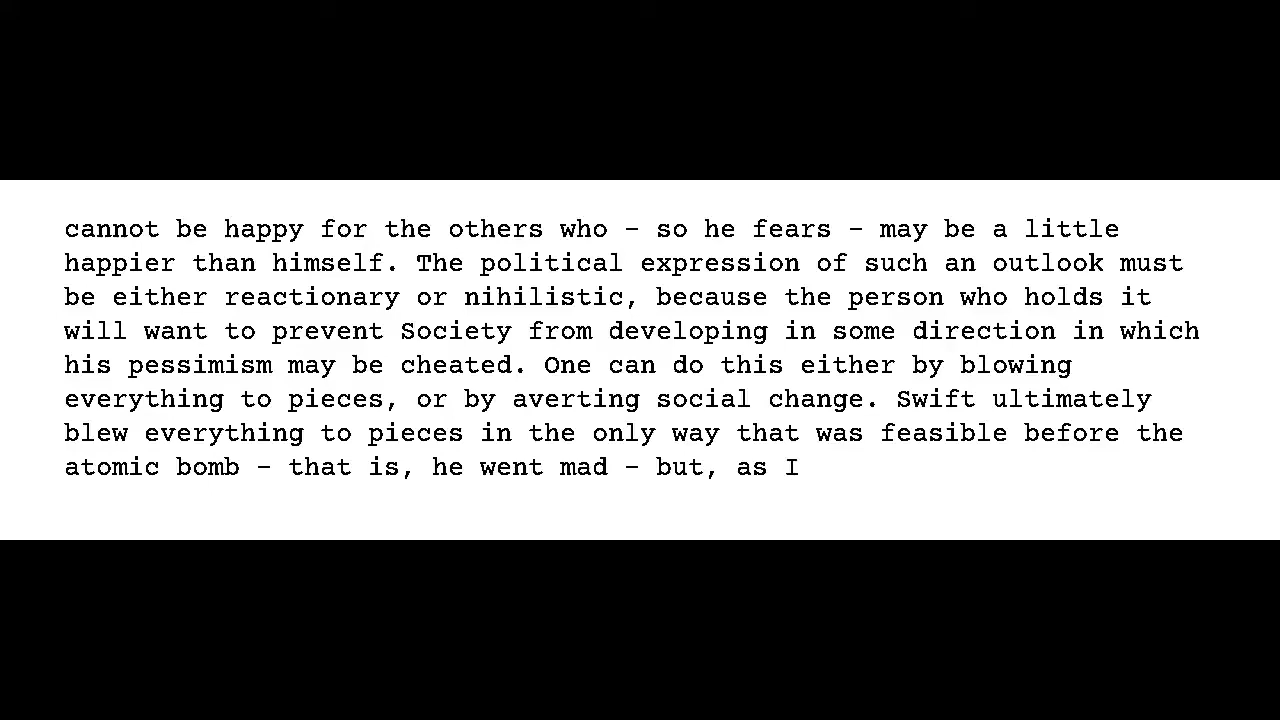 cannot be happy for the others who – so he fears – may be a little
happier than himself. The political expression of such an outlook must
be either reactionary or nihilistic, because the person who holds it
will want to prevent Society from developing in some direction in which
his pessimism may be cheated. One can do this either by blowing
everything to pieces, or by averting social change. Swift ultimately
blew everything to pieces in the only way that was feasible before the
atomic bomb – that is, he went mad – but, as I